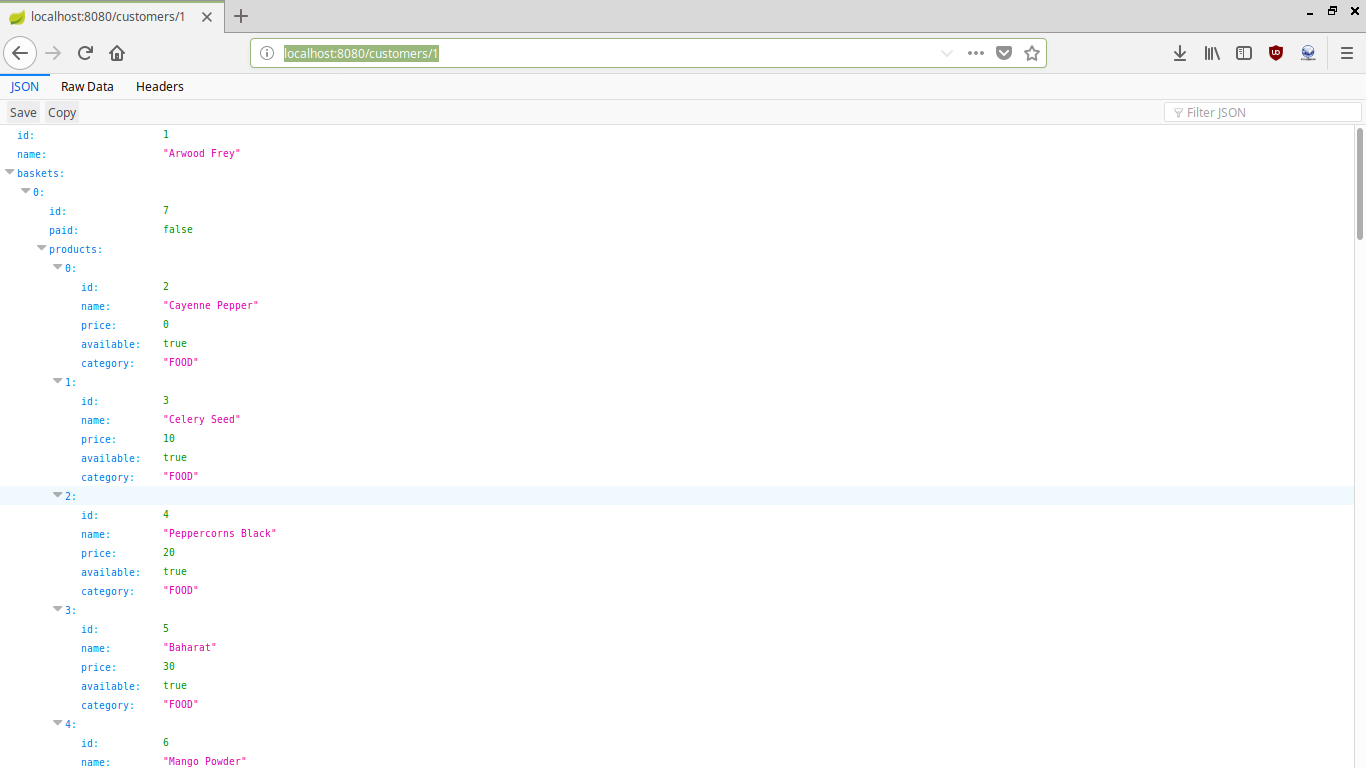 localhost:8080/customers/1
localhost:8080/customers/1
JSON Raw Data Headers
Save Copy Filter JSON
id: 1
name: "Arwood Frey"
baskets:
0:
id: 7
paid: false
products:
0:
id: 2
name: "Cayenne Pepper"
price: 0
available: true
category: "FOOD"
1:
id: 3
name: "Celery Seed"
price: 10
available: true
category: "FOOD"
2:
id: 4
name: "Peppercorns Black"
price: 20
available: true
category: "FOOD"
3:
id: 5
name: "Baharat"
price: 30
available: true
category: "FOOD"
4:
id: 6
name: "Mango Powder"